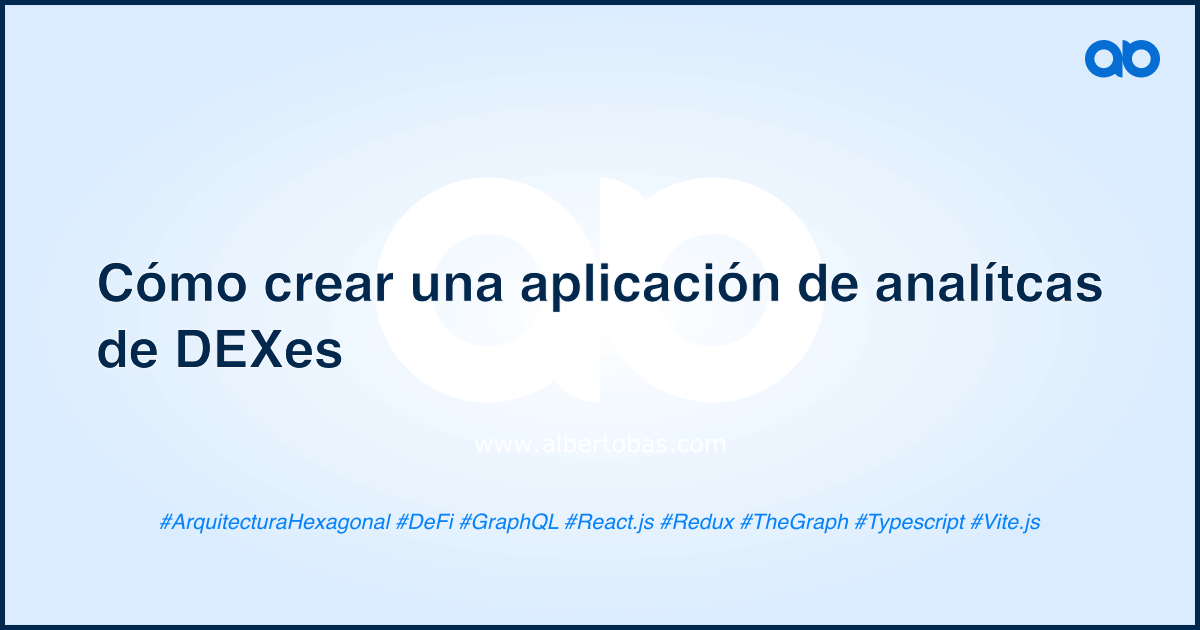 Cómo crear una aplicación de analítcas
de DEXes
www.albertobas.com
#ArquitecturaHexagonal #DeFi #GraphQL #React.js #Redux #TheGraph #Typescript #Vite.js